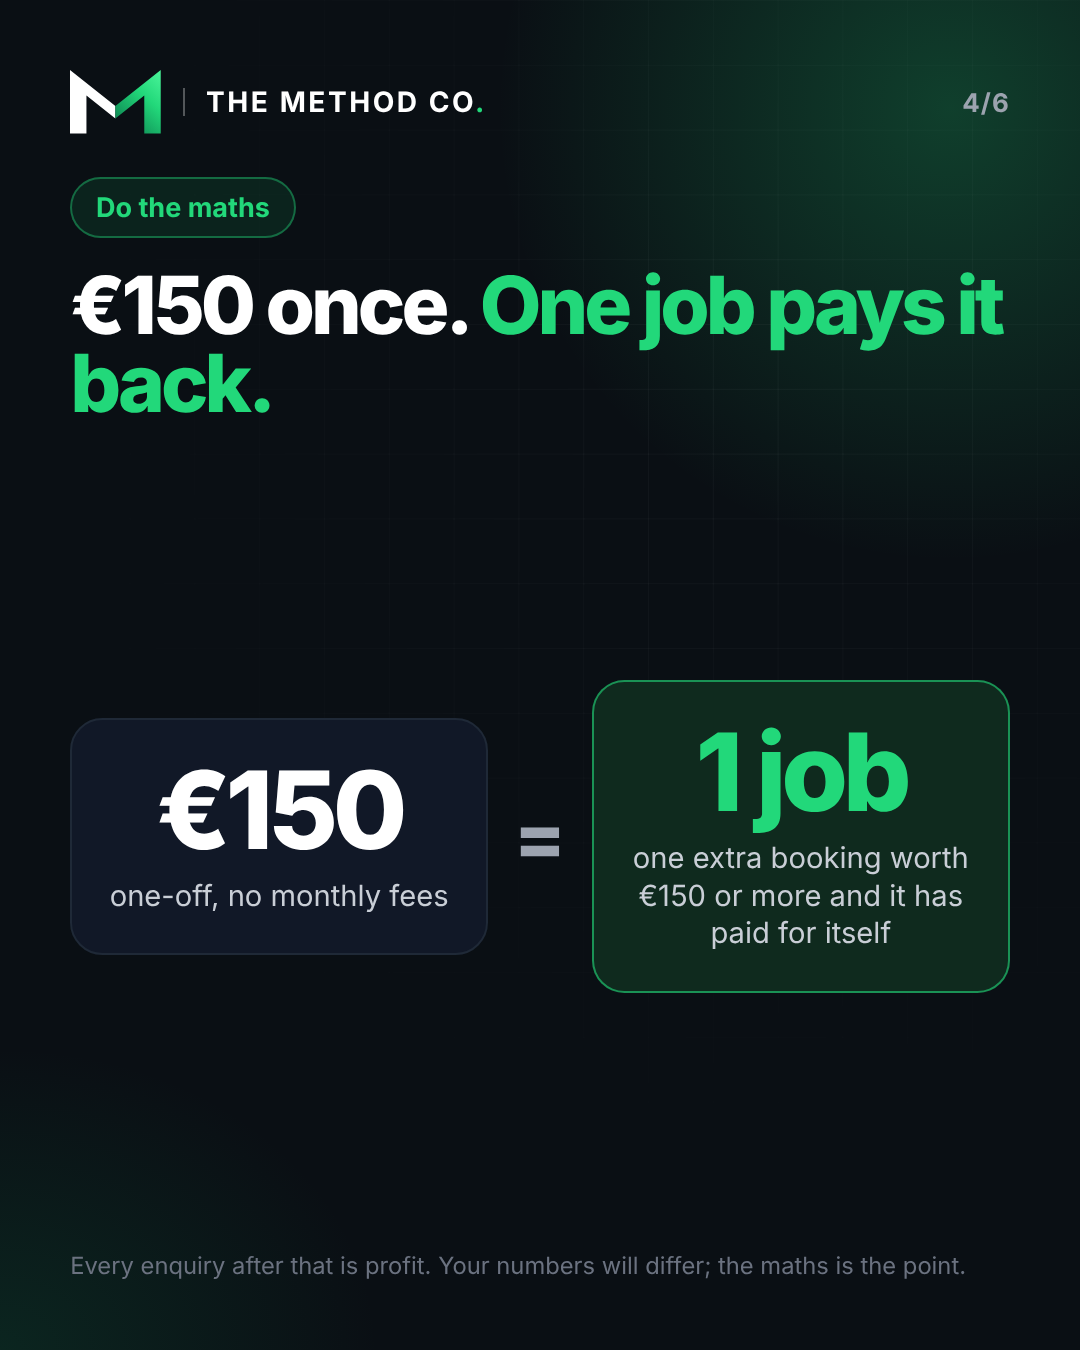 THE METHOD CO.
4/6
Do the maths
€150 once. One job pays it
back.
€150
one-off, no monthly fees
=
1 job
one extra booking worth
€150 or more and it has
paid for itself
Every enquiry after that is profit. Your numbers will differ; the maths is the point.